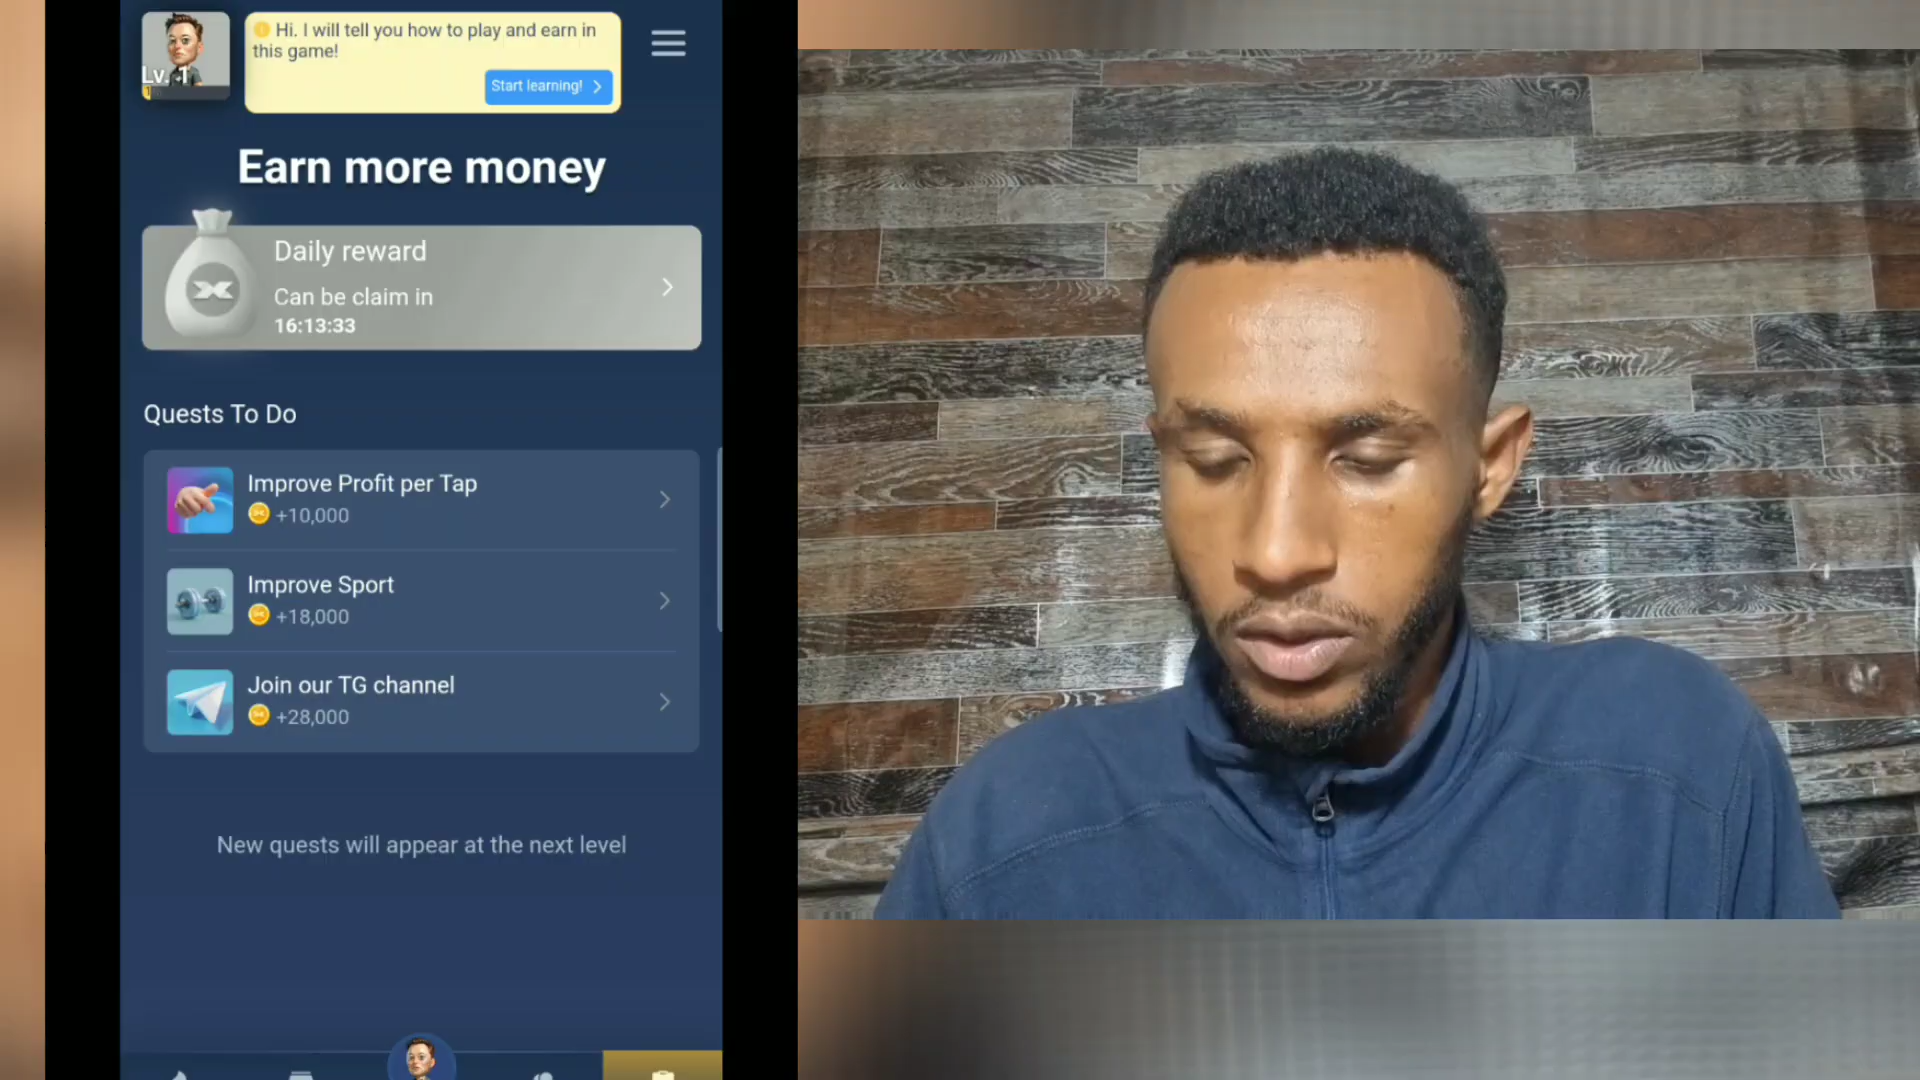 Hi. I will tell you how to play and earn in
this game!
Start learning!
Lv. 1
Earn more money
Daily reward
Can be claim in
16:13:33
Quests To Do
Improve Profit per Tap
+10,000
Improve Sport
+18,000
Join our TG channel
+28,000
New quests will appear at the next level